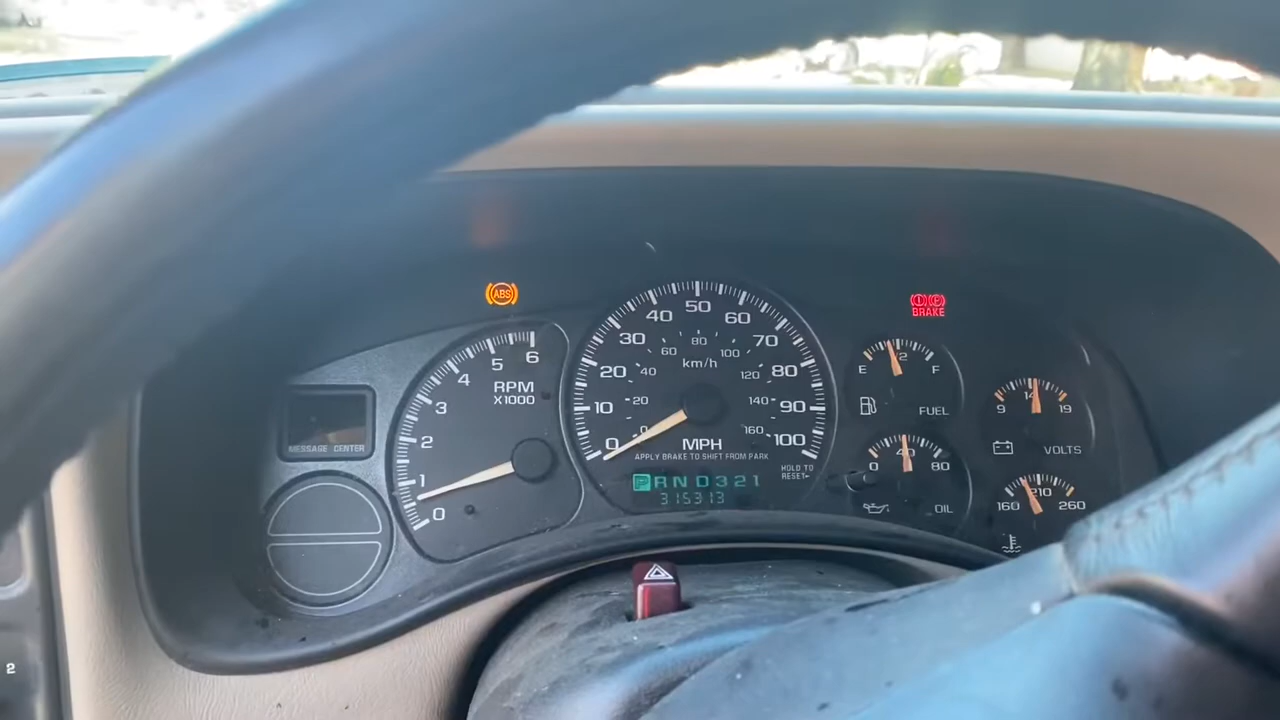 ABS
BRAKE
MESSAGE CENTER
0 1 2 3 4 5 6
RPM
X1000
0 10 20 30 40 50 60 70 80 90 100
0 20 40 60 80 100 120 140 160
km/h
MPH
APPLY BRAKE TO SHIFT FROM PARK
HOLD TO
RESET
P R N D 3 2 1
315313
E F
FUEL
0 40 80
OIL
9 14 19
VOLTS
160 210 260
2